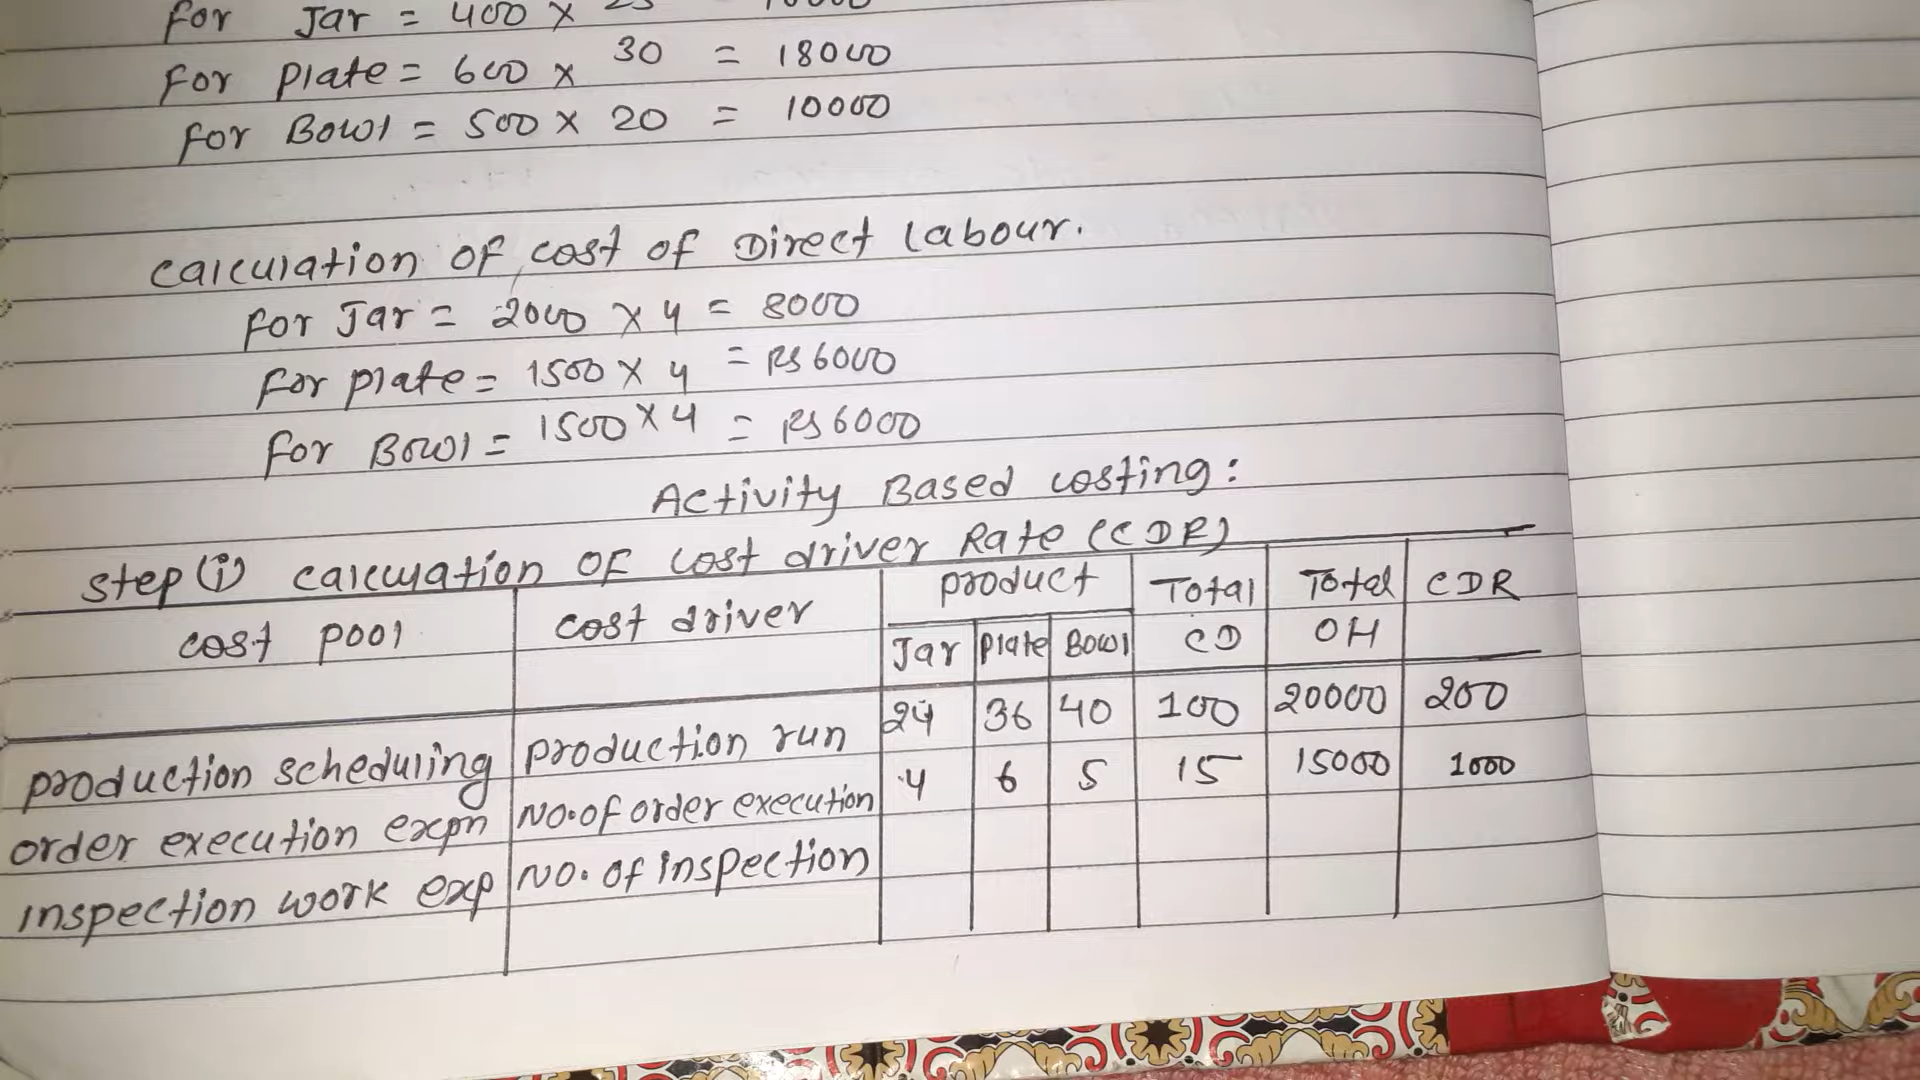 For Jar = 400 x
For plate = 600 x 30 = 18000
For Bowl = 500 x 20 = 10000
calculation of cost of Direct Labour.
For Jar = 2000 x 4 = 8000
For plate = 1500 x 4 = Rs 6000
For Bowl = 1500 x 4 = Rs 6000
Activity Based costing:
step (i) calculation of cost driver Rate (CDR)
cost pool cost driver product Total CD Total OH CDR
Jar plate Bowl
production scheduling production run 24 36 40 100 20000 200
order execution expn No. of order execution 4 6 5 15 15000 1000
inspection work exp No. of inspection